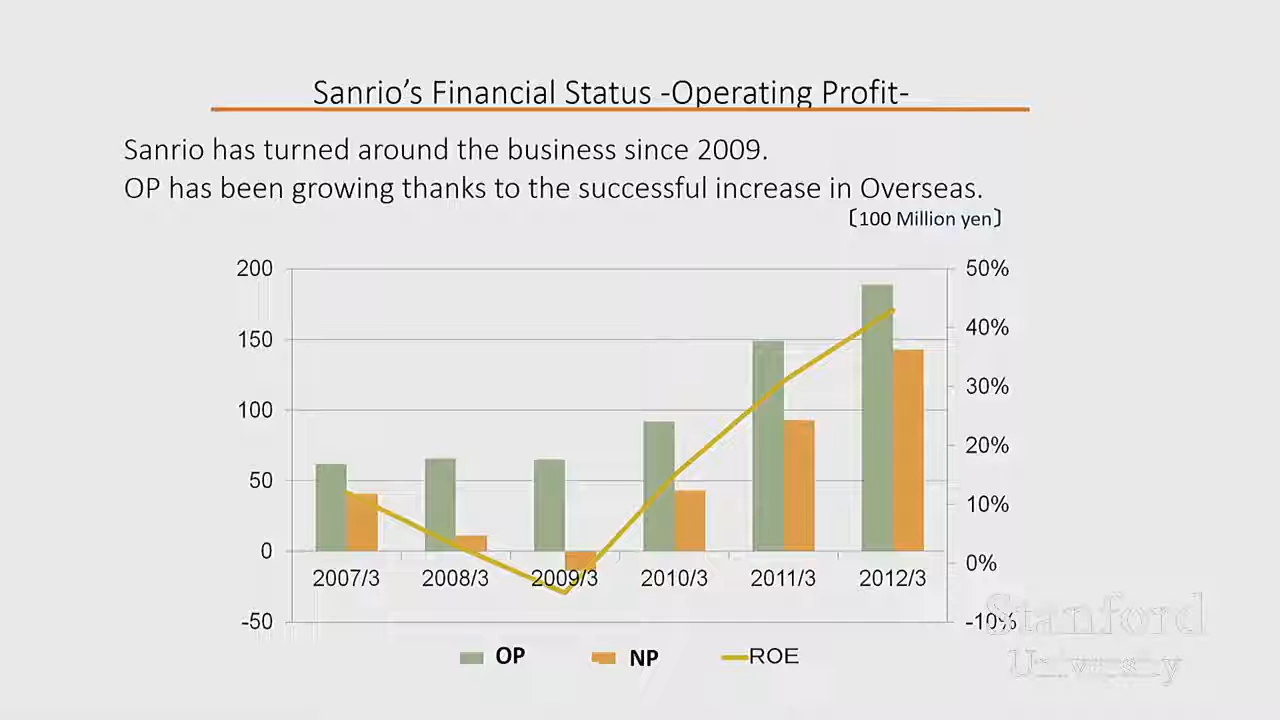 Sanrio’s Financial Status -Operating Profit-
Sanrio has turned around the business since 2009.
OP has been growing thanks to the successful increase in Overseas.
〔100 Million yen〕
200
150
100
50
0
-50
50%
40%
30%
20%
10%
0%
-10%
2007/3 2008/3 2009/3 2010/3 2011/3 2012/3
OP NP ROE
Stanford
University